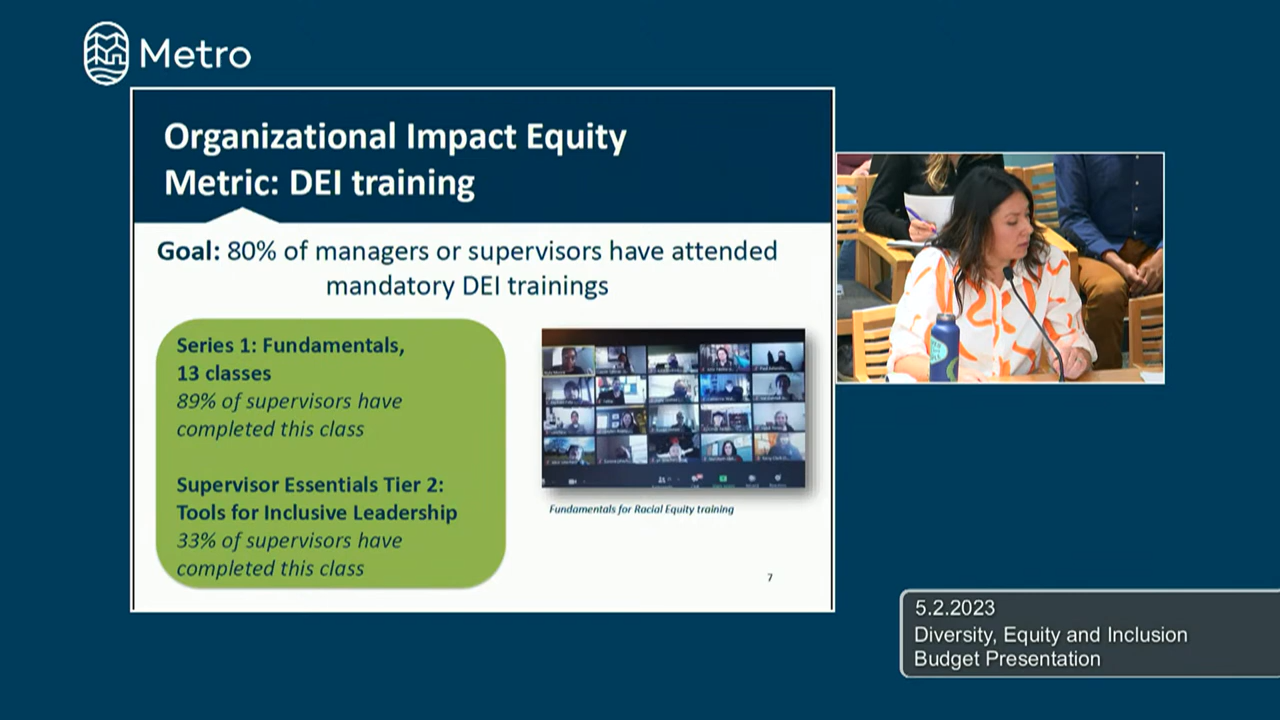 Metro
Organizational Impact Equity
Metric: DEI training
Goal: 80% of managers or supervisors have attended
mandatory DEI trainings
Series 1: Fundamentals,
13 classes
89% of supervisors have
completed this class
Supervisor Essentials Tier 2:
Tools for Inclusive Leadership
33% of supervisors have
completed this class
Fundamentals for Racial Equity training
7
5.2.2023
Diversity, Equity and Inclusion
Budget Presentation